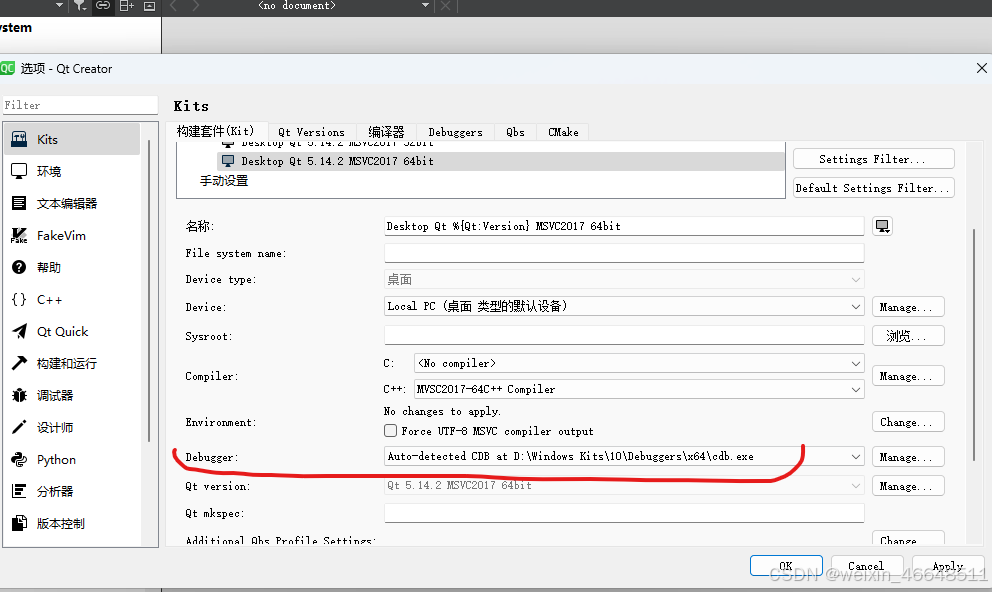 <no document>
ystem
QC 选项 - Qt Creator
Filter
Kits
环境
文本编辑器
FakeVim
帮助
C++
Qt Quick
构建和运行
调试器
设计师
Python
分析器
版本控制
Kits
构建套件(Kit) Qt Versions 编译器 Debuggers Qbs CMake
Desktop Qt 5.14.2 MSVC2017 32bit
Desktop Qt 5.14.2 MSVC2017 64bit
手动设置
Settings Filter...
Default Settings Filter...
名称: Desktop Qt %{Qt:Version} MSVC2017 64bit
File system name:
Device type: 桌面
Device: Local PC (桌面 类型的默认设备) Manage...
Sysroot: 浏览...
Compiler: C: <No compiler> Manage...
C++: MVSC2017-64C++ Compiler
Environment: No changes to apply. Change...
Force UTF-8 MSVC compiler output
Debugger: Auto-detected CDB at D:\Windows Kits\10\Debuggers\x64\cdb.exe Manage...
Qt version: Qt 5.14.2 MSVC2017 64bit Manage...
Qt mkspec:
Additional Qbs Profile Settings: Change...
OK Cancel Apply
CSDN @weixin_46648511